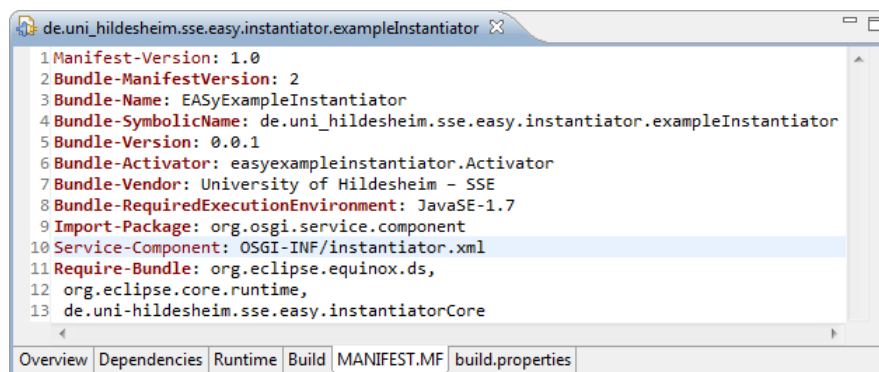 de.uni_hildesheim.sse.easy.instantiator.exampleInstantiator
1 Manifest-Version: 1.0
2 Bundle-ManifestVersion: 2
3 Bundle-Name: EASyExampleInstantiator
4 Bundle-SymbolicName: de.uni_hildesheim.sse.easy.instantiator.exampleInstantiator
5 Bundle-Version: 0.0.1
6 Bundle-Activator: easyexampleinstantiator.Activator
7 Bundle-Vendor: University of Hildesheim – SSE
8 Bundle-RequiredExecutionEnvironment: JavaSE-1.7
9 Import-Package: org.osgi.service.component
10 Service-Component: OSGI-INF/instantiator.xml
11 Require-Bundle: org.eclipse.equinox.ds,
12 org.eclipse.core.runtime,
13 de.uni-hildesheim.sse.easy.instantiatorCore
Overview Dependencies Runtime Build MANIFEST.MF build.properties